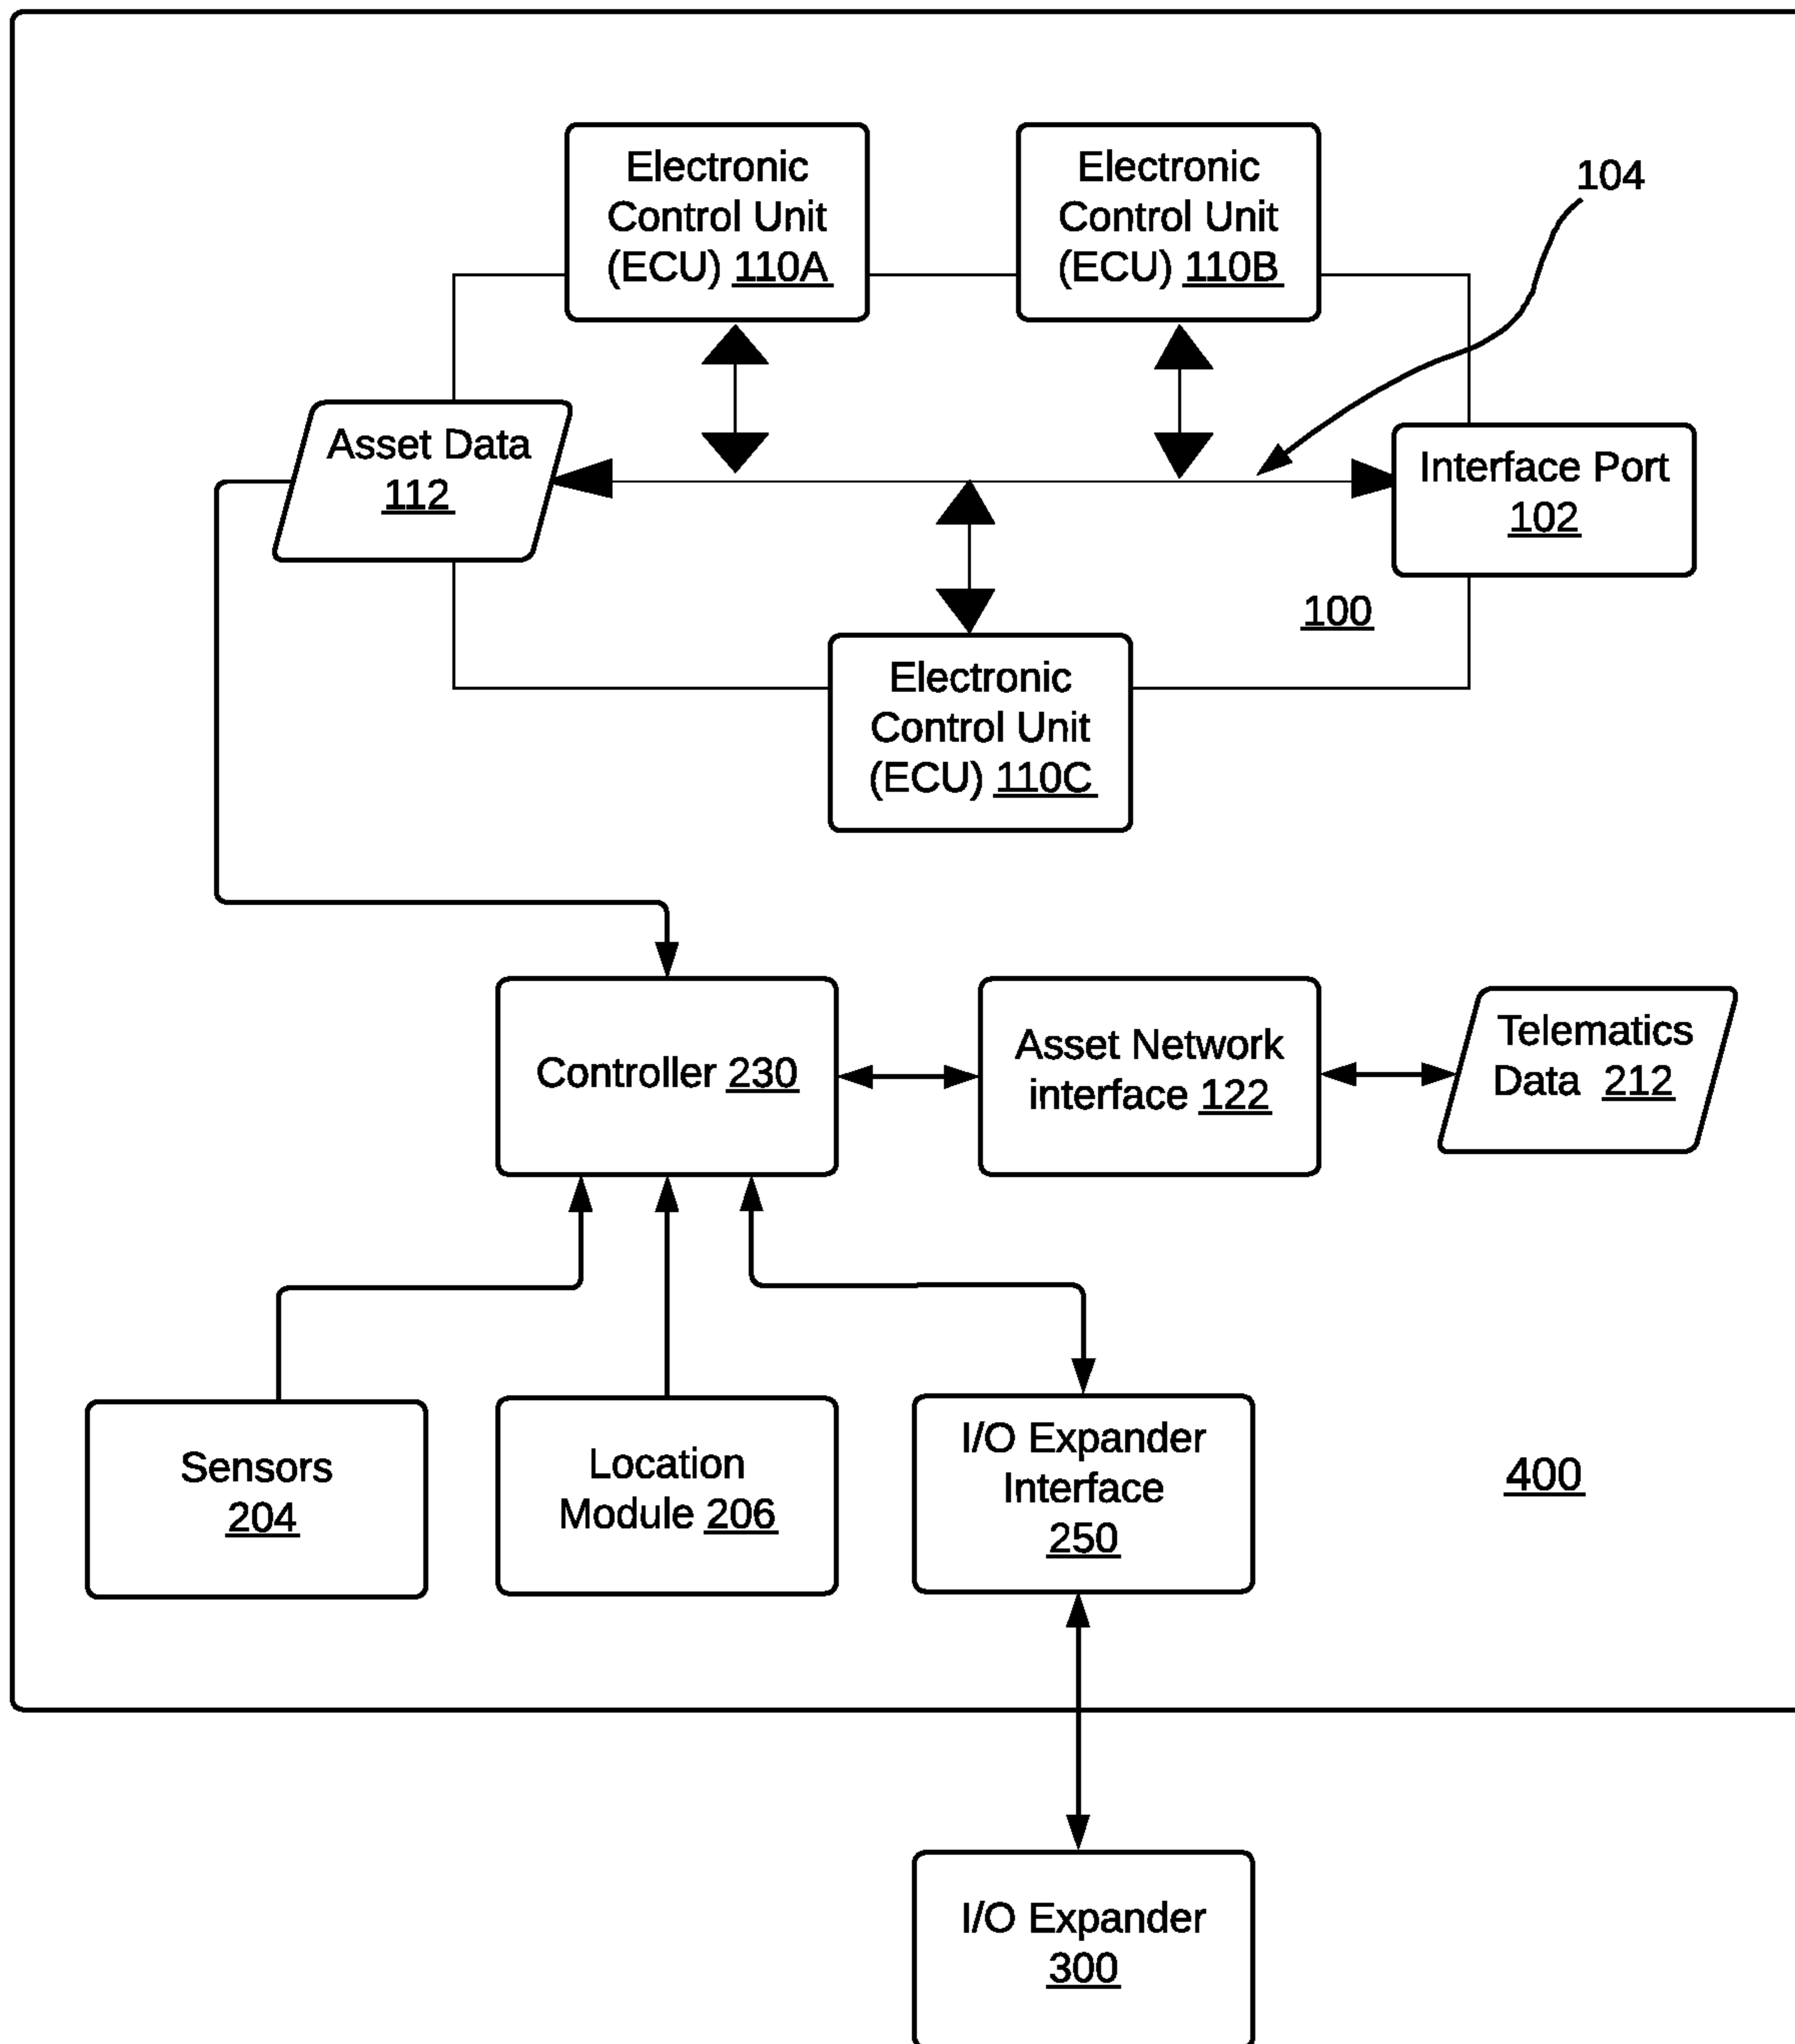 Electronic
Control Unit
(ECU) 110A
Electronic
Control Unit
(ECU) 110B
104
Asset Data
112
Interface Port
102
100
Electronic
Control Unit
(ECU) 110C
Controller 230
Asset Network
interface 122
Telematics
Data 212
Sensors
204
Location
Module 206
I/O Expander
Interface
250
400
I/O Expander
300